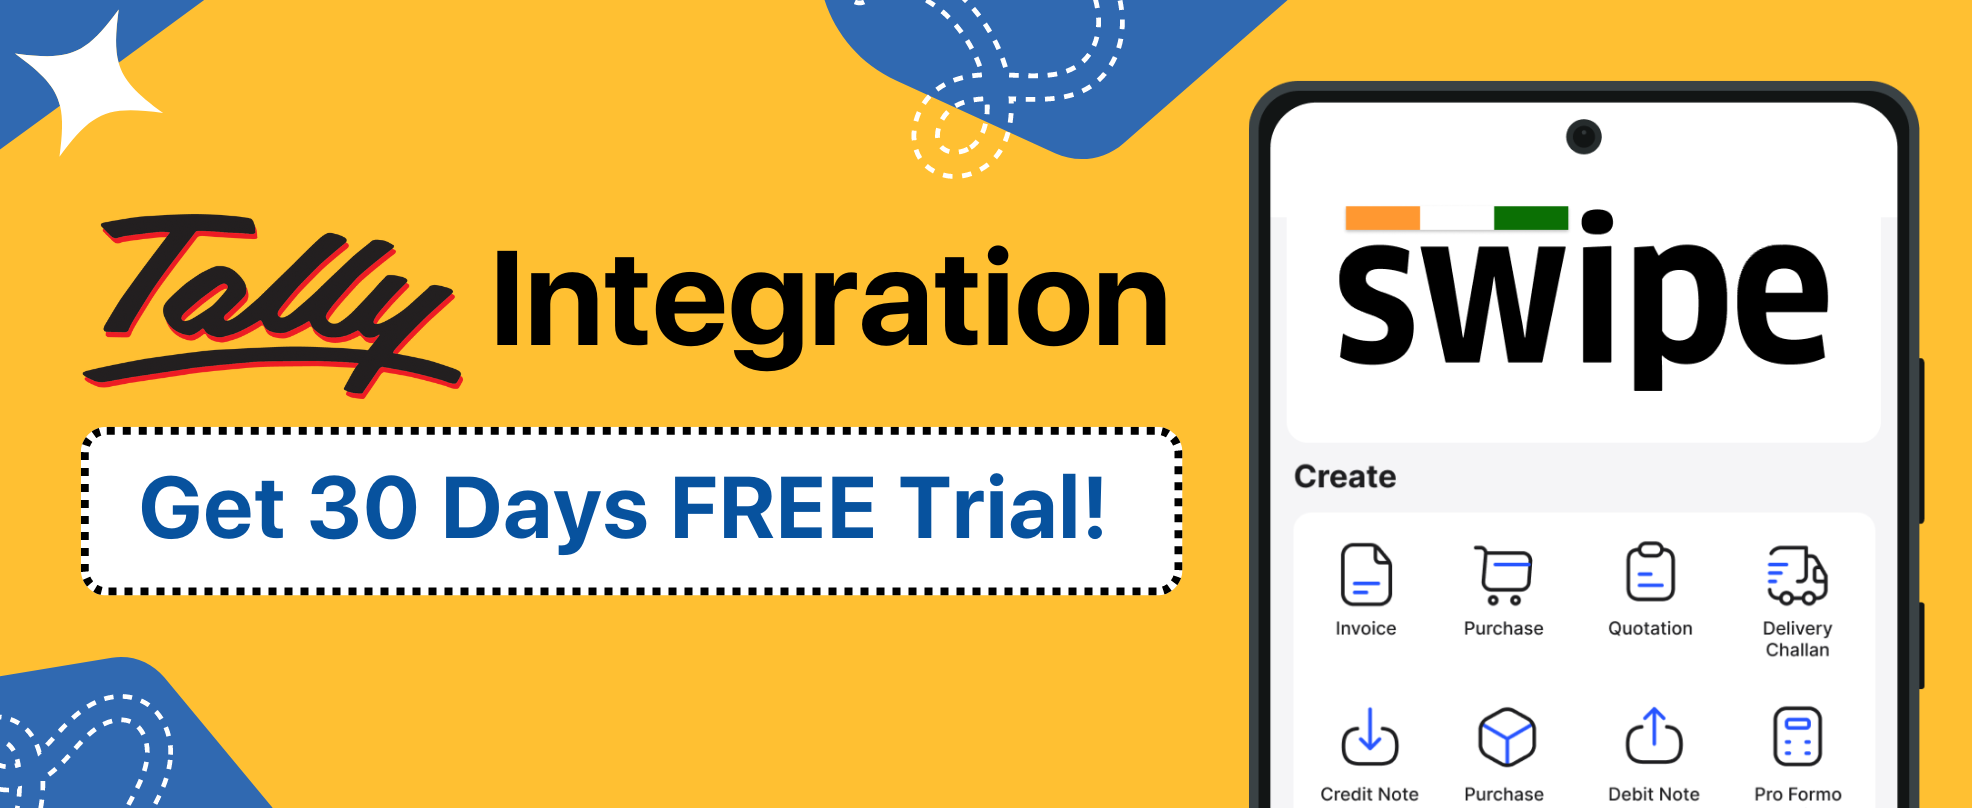 Tally Integration
Get 30 Days FREE Trial!
swipe
Create
Invoice
Purchase
Quotation
Delivery
Challan
Credit Note
Purchase
Debit Note
Pro Formo